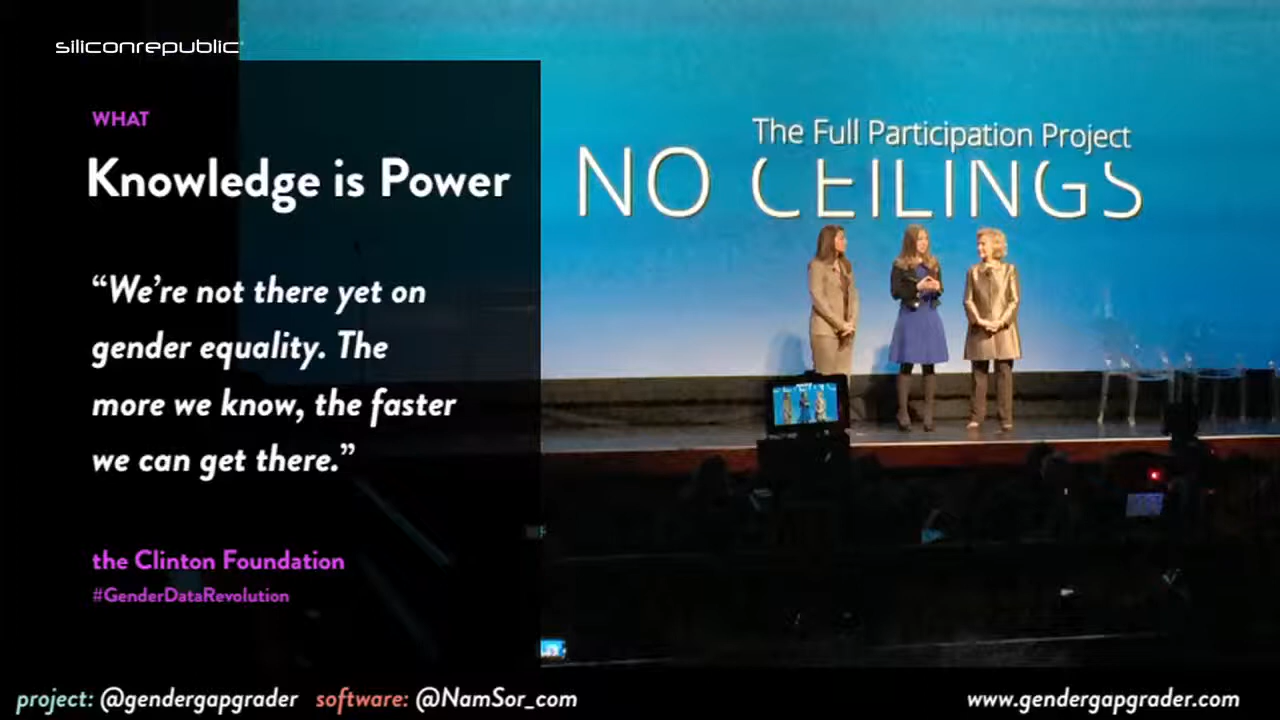 siliconrepublic
WHAT
Knowledge is Power
“We’re not there yet on
gender equality. The
more we know, the faster
we can get there.”
the Clinton Foundation
#GenderDataRevolution
The Full Participation Project
NO CEILINGS
project: @gendergapgrader software: @NamSor_com
www.gendergapgrader.com